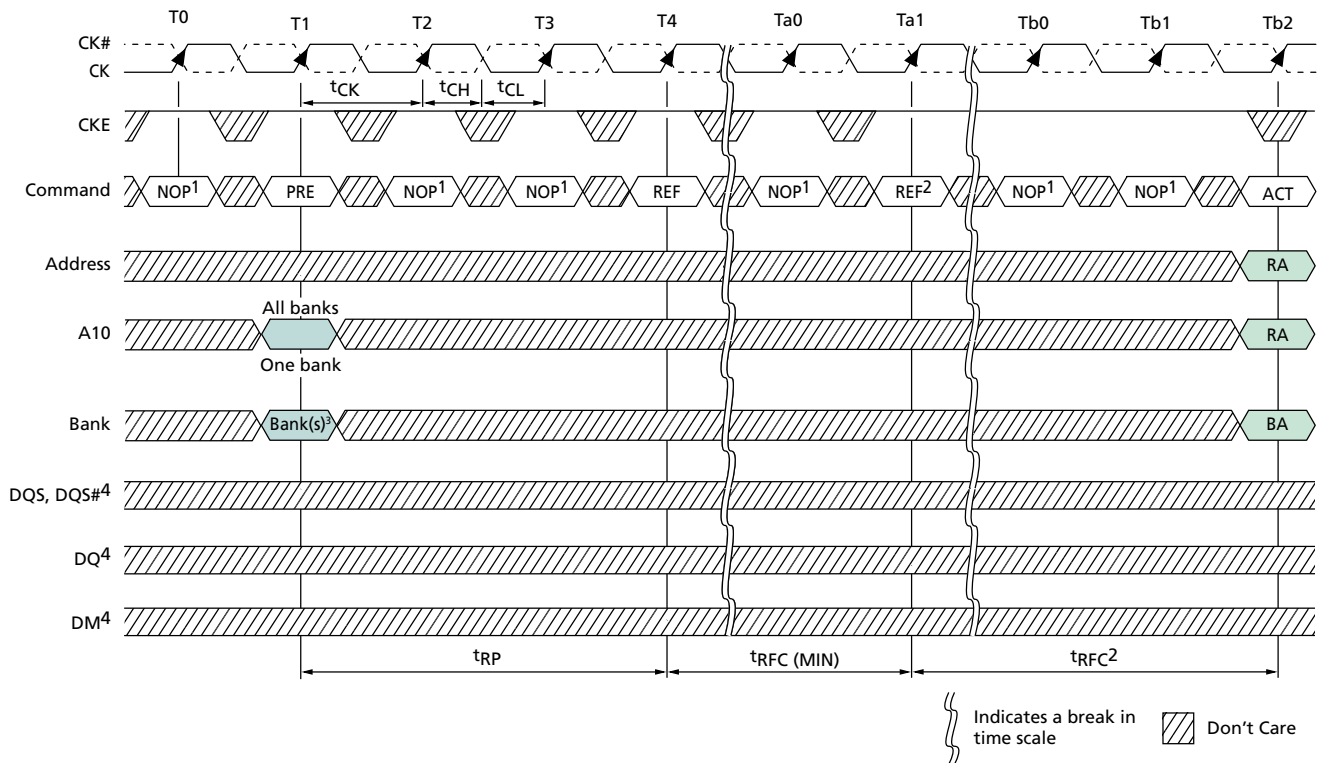 T0 T1 T2 T3 T4 Ta0 Ta1 Tb0 Tb1 Tb2
CK#
CK
tCK tCH tCL
CKE
Command NOP1 PRE NOP1 NOP1 REF NOP1 REF2 NOP1 NOP1 ACT
Address RA
All banks
A10 RA
One bank
Bank Bank(s)3 BA
DQS, DQS#4
DQ4
DM4
tRP tRFC (MIN) tRFC2
Indicates a break in
time scale
Don't Care